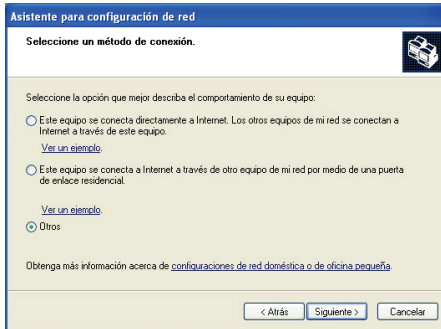 Asistente para configuración de red
Seleccione un método de conexión.
Seleccione la opción que mejor describa el comportamiento de su equipo:
Este equipo se conecta directamente a Internet. Los otros equipos de mi red se conectan a
Internet a través de este equipo.
Ver un ejemplo.
Este equipo se conecta a Internet a través de otro equipo de mi red por medio de una puerta
de enlace residencial.
Ver un ejemplo.
Otros
Obtenga más información acerca de configuraciones de red doméstica o de oficina pequeña.
< Atrás Siguiente > Cancelar